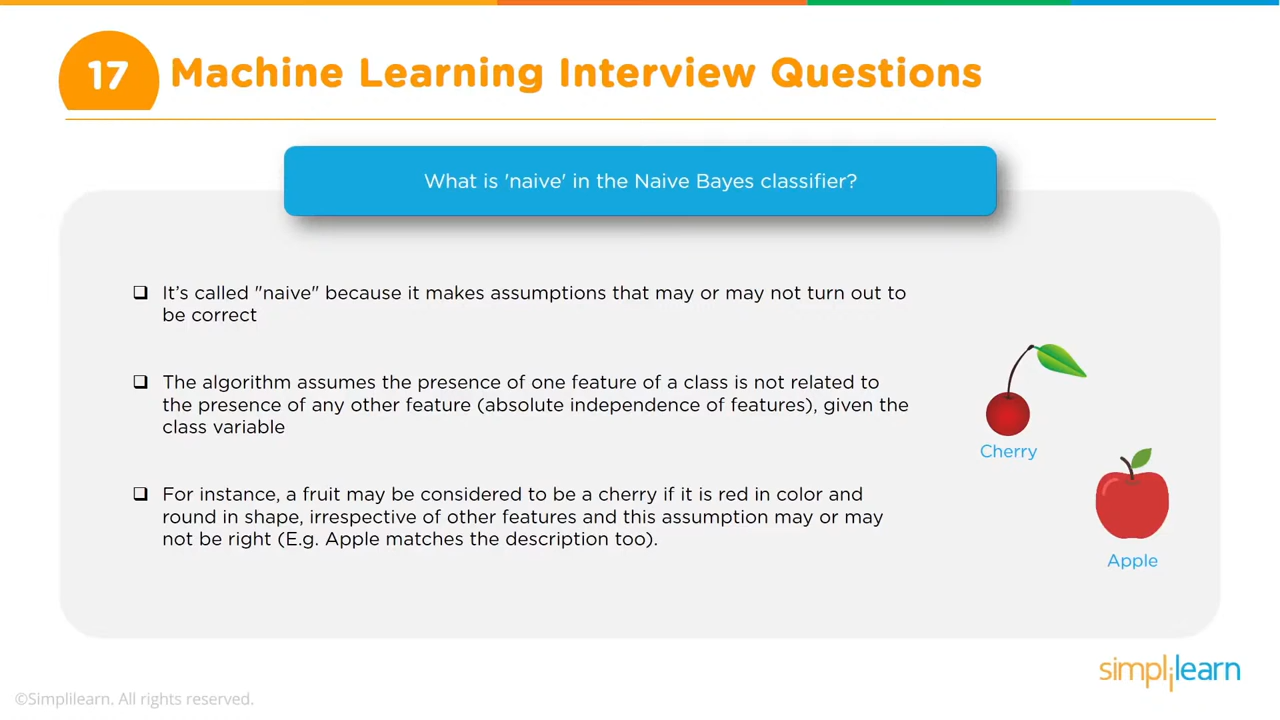 17
Machine Learning Interview Questions
What is 'naive' in the Naive Bayes classifier?
It’s called "naive" because it makes assumptions that may or may not turn out to
be correct
The algorithm assumes the presence of one feature of a class is not related to
the presence of any other feature (absolute independence of features), given the
class variable
For instance, a fruit may be considered to be a cherry if it is red in color and
round in shape, irrespective of other features and this assumption may or may
not be right (E.g. Apple matches the description too).
Cherry
Apple
simplilearn
©Simplilearn. All rights reserved.